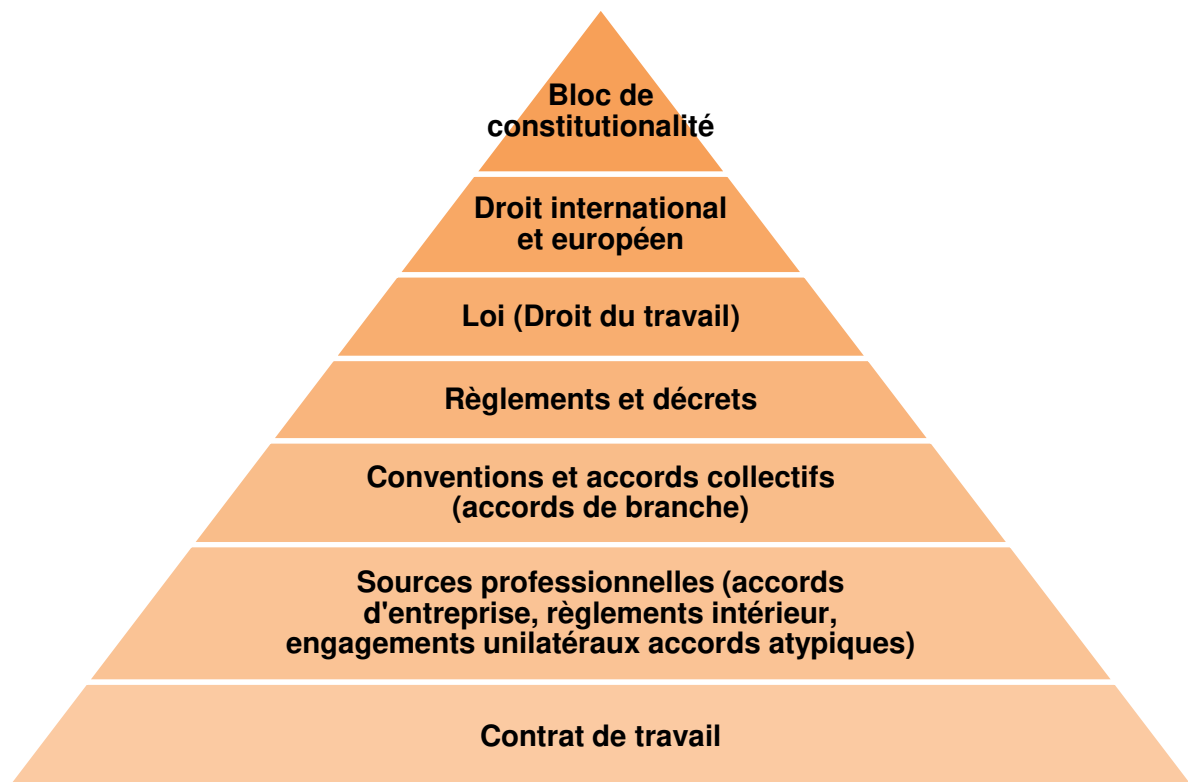 Bloc de
constitutionalité
Droit international
et européen
Loi (Droit du travail)
Règlements et décrets
Conventions et accords collectifs
(accords de branche)
Sources professionnelles (accords
d'entreprise, règlements intérieur,
engagements unilatéraux accords atypiques)
Contrat de travail